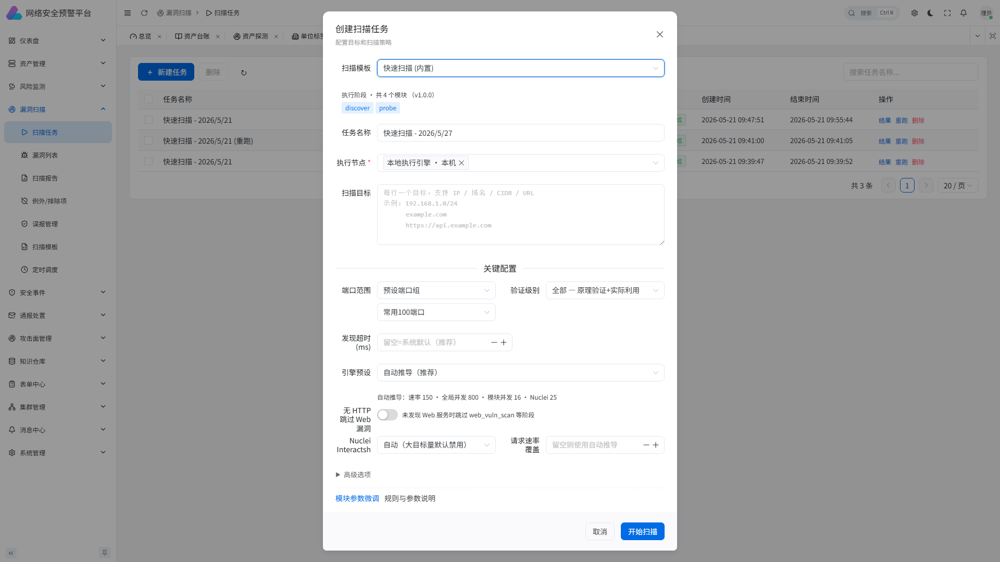 网络安全预警平台
漏洞扫描
扫描任务
搜索 Ctrl K
理员
总览
资产台账
资产探测
单位标签
仪表盘
资产管理
风险监测
漏洞扫描
扫描任务
漏洞列表
扫描报告
例外/排除项
误报管理
扫描模板
定时调度
安全事件
通报处置
攻击面管理
知识仓库
表单中心
集群管理
消息中心
系统管理
+ 新建任务
删除
搜索任务名称...
任务名称
创建时间 结束时间 操作
快速扫描 - 2026/5/21
成 2026-05-21 09:47:51 2026-05-21 09:55:44 结果 重跑 删除
快速扫描 - 2026/5/21 (重跑)
成 2026-05-21 09:41:00 2026-05-21 09:41:05 结果 重跑 删除
快速扫描 - 2026/5/21
成 2026-05-21 09:39:47 2026-05-21 09:39:52 结果 重跑 删除
共 3 条 1 20 / 页
创建扫描任务
配置目标和扫描策略
扫描模板 快速扫描 (内置)
执行阶段 · 共 4 个模块 （v1.0.0）
discover probe
任务名称 快速扫描 - 2026/5/27
执行节点 * 本地执行引擎 · 本机
扫描目标 每行一个目标，支持 IP / 域名 / CIDR / URL
示例: 192.168.1.0/24
example.com
https://api.example.com
关键配置
端口范围 预设端口组 验证级别 全部 — 原理验证+实际利用
常用100端口
发现超时 (ms) 留空=系统默认（推荐）
引擎预设 自动推导（推荐）
自动推导：速率 150 · 全局并发 800 · 模块并发 16 · Nuclei 25
无 HTTP 跳过 Web 漏洞 未发现 Web 服务时跳过 web_vuln_scan 等阶段
Nuclei Interactsh 自动（大目标量默认禁用） 请求速率覆盖 留空则使用自动推导
▶ 高级选项
模块参数微调 规则与参数说明
取消 开始扫描